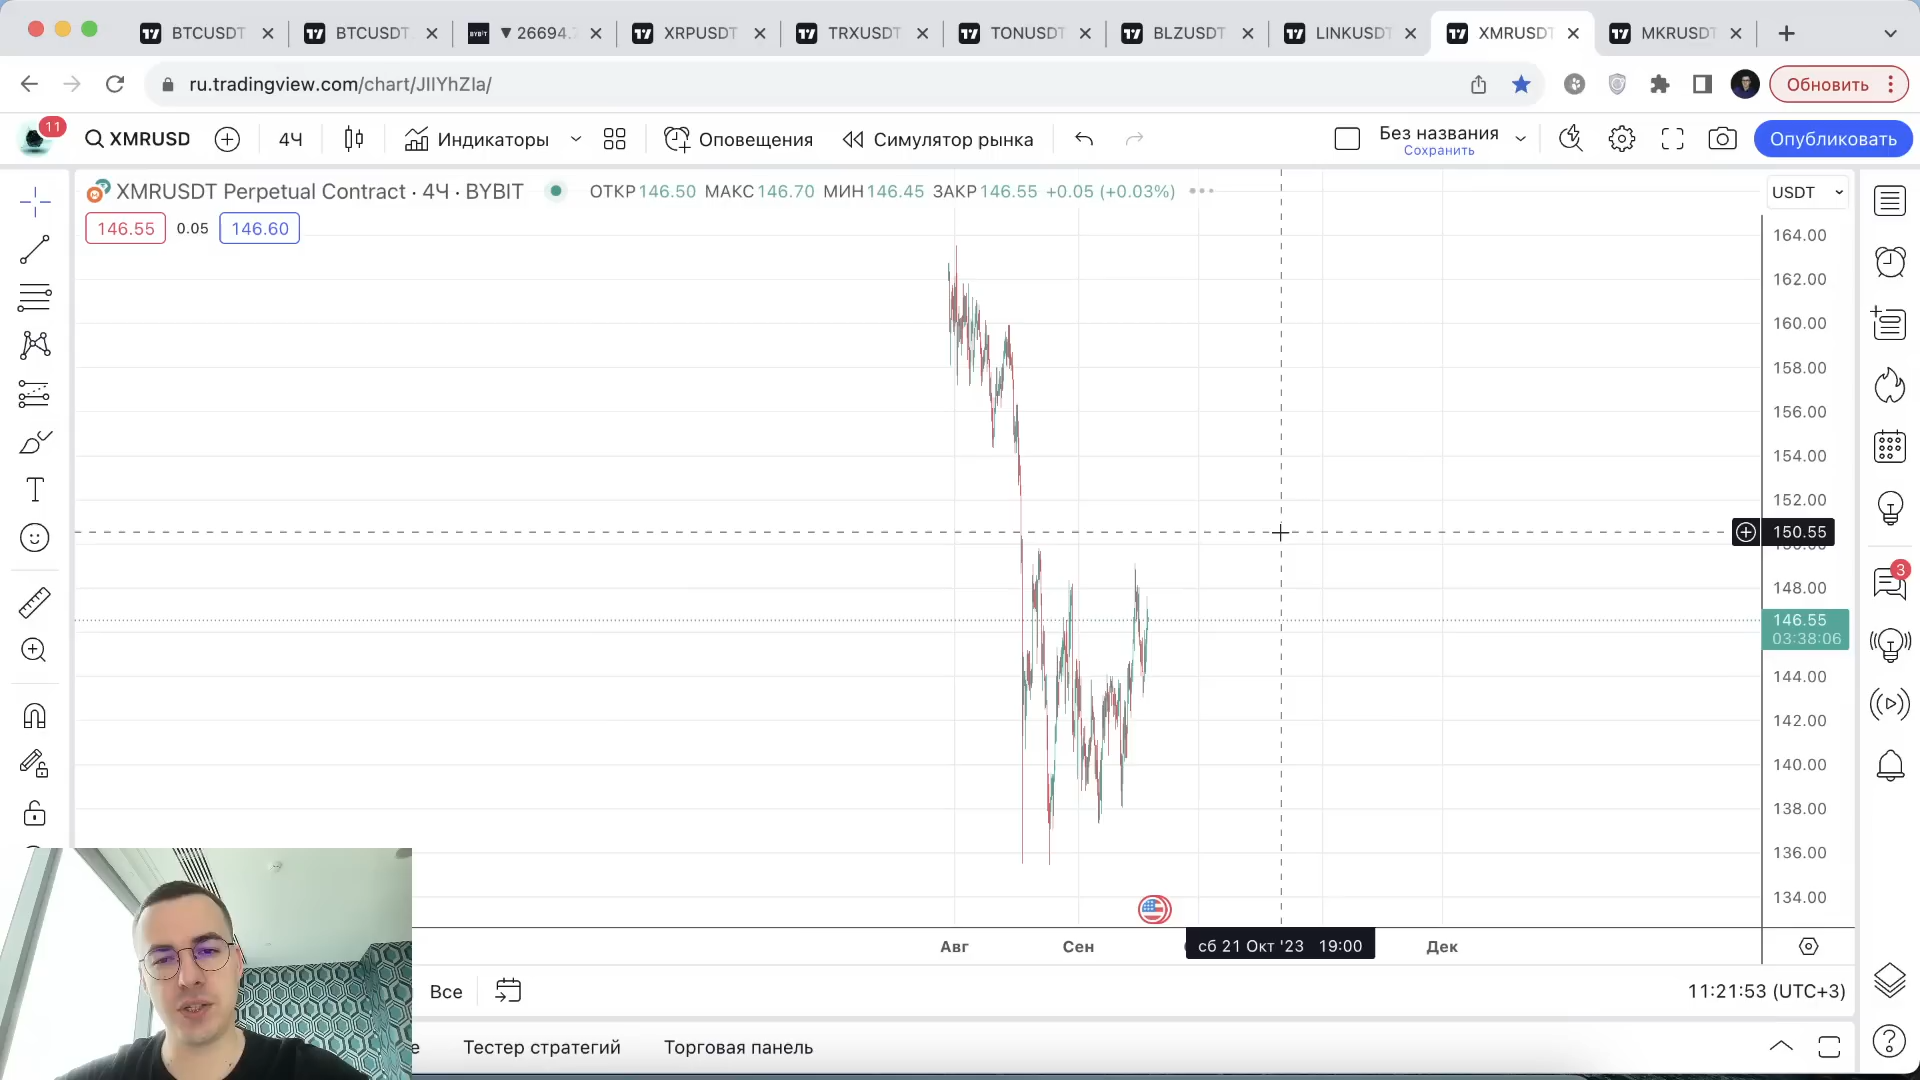 BTCUSDT BTCUSDT ▼ 26694.7 XRPUSDT TRXUSDT TONUSDT BLZUSDT LINKUSDT XMRUSDT MKRUSDT
ru.tradingview.com/chart/JIIYhZla/ Обновить
11 XMRUSD 4Ч Индикаторы Оповещения Симулятор рынка Без названия Сохранить Опубликовать
XMRUSDT Perpetual Contract · 4Ч · BYBIT ОТКР 146.50 МАКС 146.70 МИН 146.45 ЗАКР 146.55 +0.05 (+0.03%) USDT
146.55 0.05 146.60
164.00
162.00
160.00
158.00
156.00
154.00
152.00
150.55
148.00
146.55
03:38:06
144.00
142.00
140.00
138.00
136.00
134.00
3
Авг Сен сб 21 Окт '23 19:00 Дек
Все 11:21:53 (UTC+3)
Тестер стратегий Торговая панель